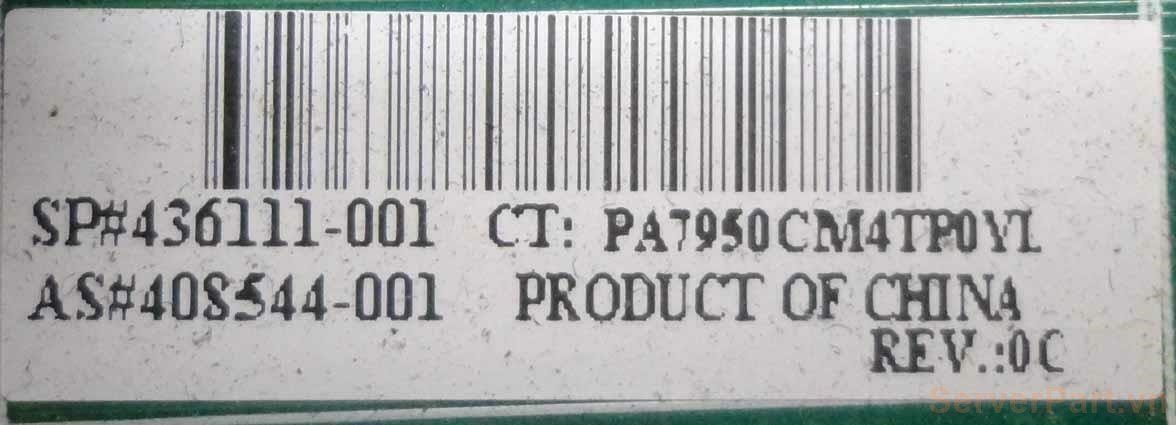 SP#436111-001 CT: PA7950CM4TP0YL
AS#408544-001 PRODUCT OF CHINA
REV.:0C
ServerPart.vn